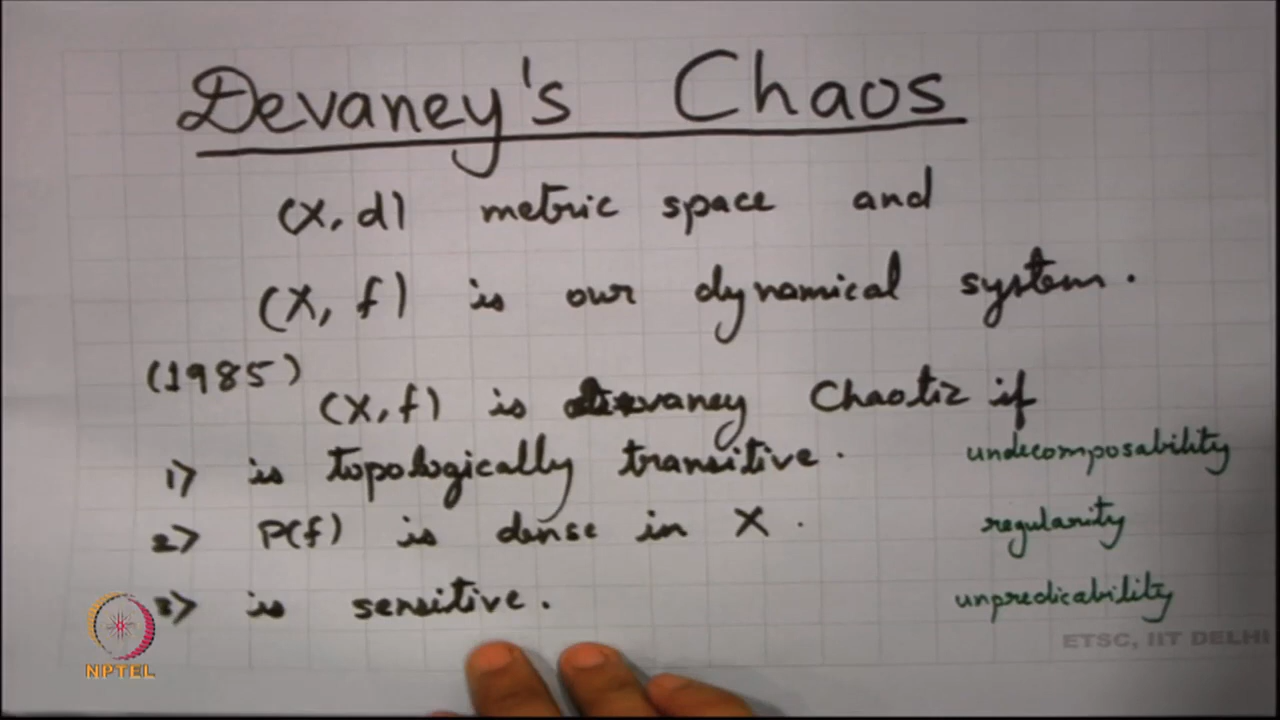 Devaney's Chaos
(X, d) metric space and
(X, f) is our dynamical system.
(1985)
(X, f) is devaney Chaotic if
1) is topologically transitive. undecomposability
2) P(f) is dense in X. regularity
3) is sensitive. unpredicability
NPTEL
ETSC, IIT DELHI